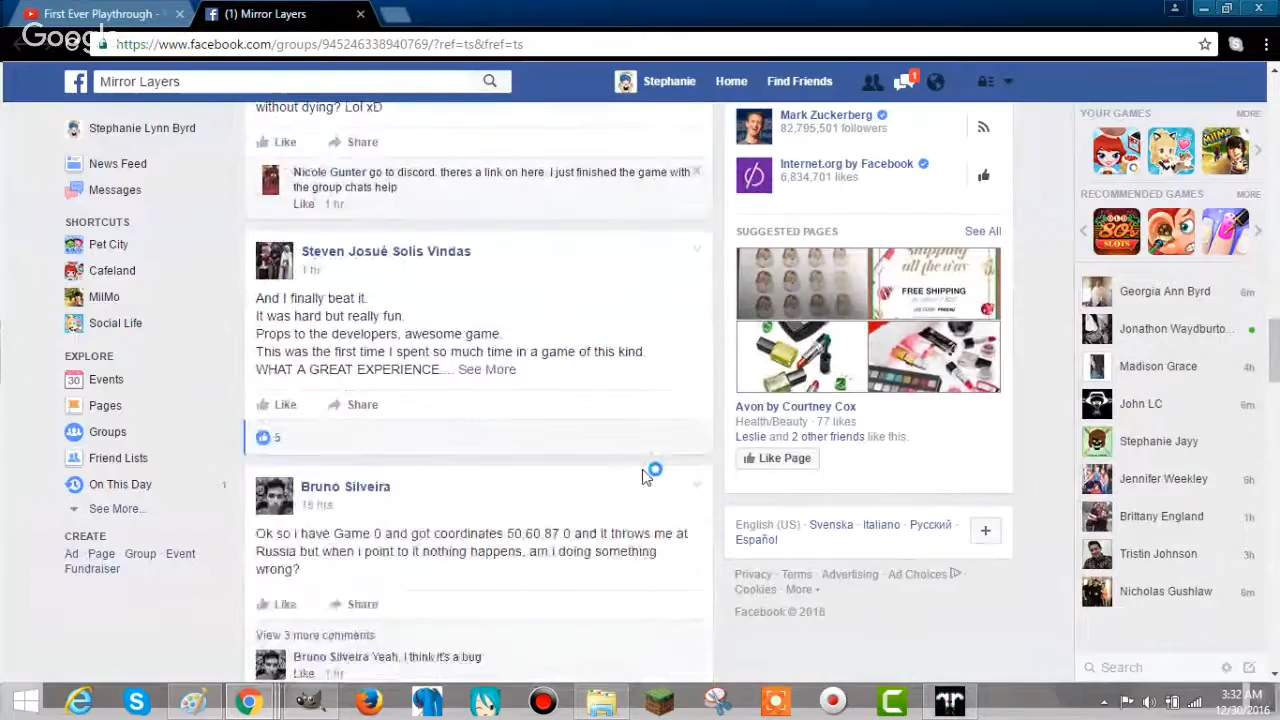 First Ever Playthrough -
(1) Mirror Layers
Google
https://www.facebook.com/groups/945246338940769/?ref=ts&fref=ts
Mirror Layers
Stephanie
Home
Find Friends
1
Stephanie Lynn Byrd
News Feed
Messages
SHORTCUTS
Pet City
Cafeland
MilMo
Social Life
EXPLORE
30 Events
Pages
Groups
Friend Lists
On This Day 1
See More...
CREATE
Ad · Page · Group · Event
Fundraiser
without dying? Lol xD
Like Share
Nicole Gunter go to discord. theres a link on here. I just finished the game with
the group chats help
Like · 1 hr
Steven Josué Solis Vindas
1 hr
And I finally beat it.
It was hard but really fun.
Props to the developers, awesome game.
This was the first time I spent so much time in a game of this kind.
WHAT A GREAT EXPERIENCE.... See More
Like Share
5
Bruno Silveira
Ok so i have Game 0 and got coordinates 50.60.87.0 and it throws me at
Russia but when i point to it nothing happens, am i doing something
wrong?
Like Share
View 3 more comments
Bruno Silveira Yeah, I think it's a bug
Like · 1 hr
Mark Zuckerberg
82,795,501 followers
Internet.org by Facebook
6,834,701 likes
SUGGESTED PAGES See All
all the way
FREE SHIPPING
Avon by Courtney Cox
Health/Beauty · 77 likes
Leslie and 2 other friends like this.
Like Page
English (US) · Svenska · Italiano · Русский ·
Español
+
Privacy · Terms · Advertising · Ad Choices ·
Cookies · More
Facebook © 2016
YOUR GAMES MORE
MilMo
RECOMMENDED GAMES MORE
80's
SLOTS
Georgia Ann Byrd 6m
Jonathon Waydburto...
Madison Grace 4h
John LC 6m
Stephanie Jayy
Jennifer Weekley 6h
Brittany England 1h
Tristin Johnson 3h
Nicholas Gushlaw 6m
Search
3:32 AM
12/30/2016